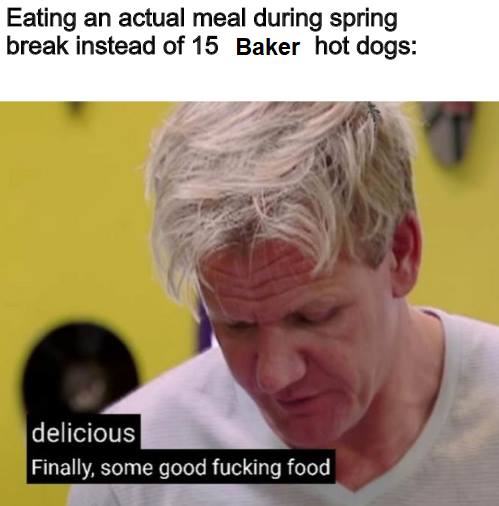 Eating an actual meal during spring
break instead of 15 Baker hot dogs:
delicious
Finally, some good fucking food